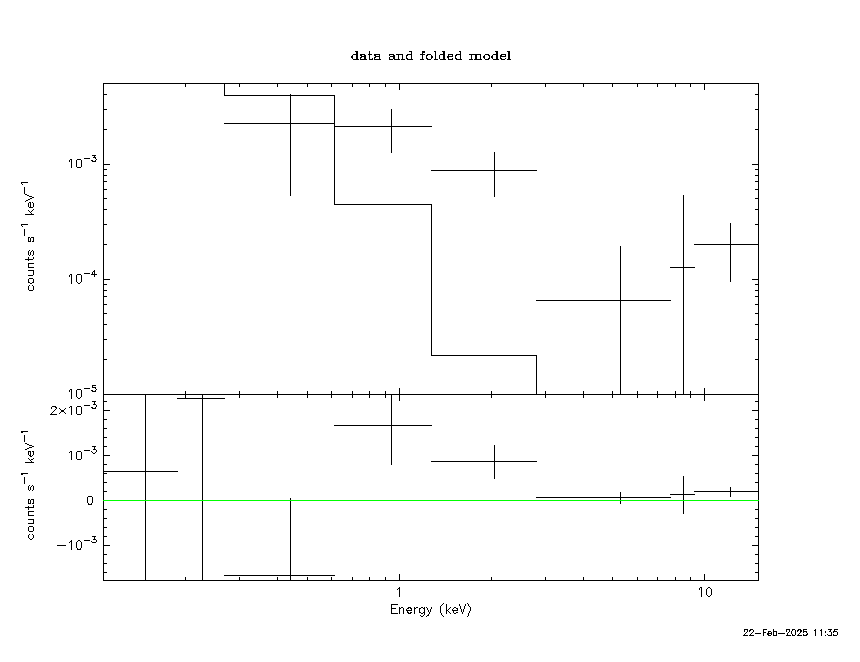 data and folded model
counts s⁻¹ keV⁻¹
10⁻³
10⁻⁴
10⁻⁵
counts s⁻¹ keV⁻¹
2×10⁻³
10⁻³
0
−10⁻³
1 10
Energy (keV)
22−Feb−2025 11:35